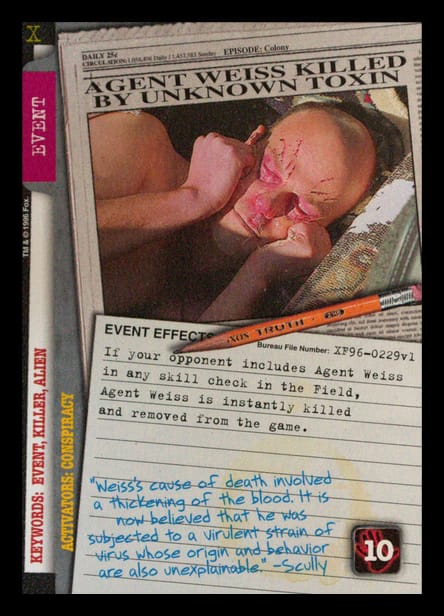 X
DAILY 25¢
EPISODE: Colony
AGENT WEISS KILLED
BY UNKNOWN TOXIN
EVENT
TM & © 1996 Fox.
KEYWORDS: EVENT, KILLER, ALIEN
ACTIVATORS: CONSPIRACY
TRUTH
EVENT EFFECTS
Bureau File Number: XF96-0229v1
If your opponent includes Agent Weiss
in any skill check in the Field,
Agent Weiss is instantly killed
and removed from the game.
"Weiss's cause of death involved
a thickening of the blood. It is
now believed that he was
subjected to a virulent strain of
virus whose origin and behavior
are also unexplainable." -Scully
10